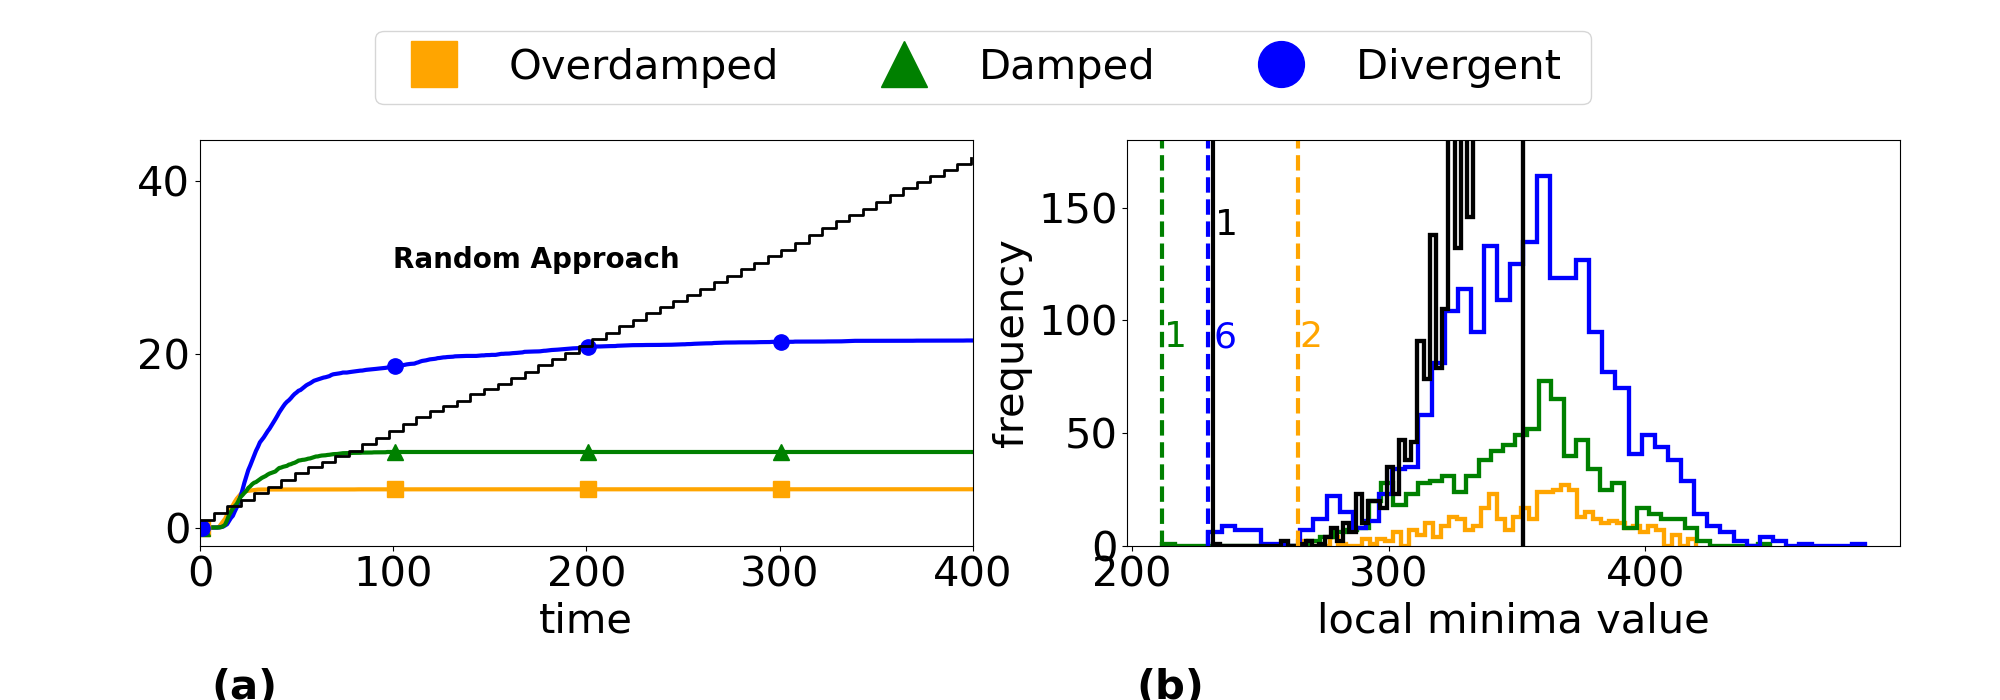 Overdamped Damped Divergent
40
20
0
Random Approach
0 100 200 300 400
time
(a)
frequency
150
100
50
0
1
1
6
2
200 300 400
local minima value
(b)